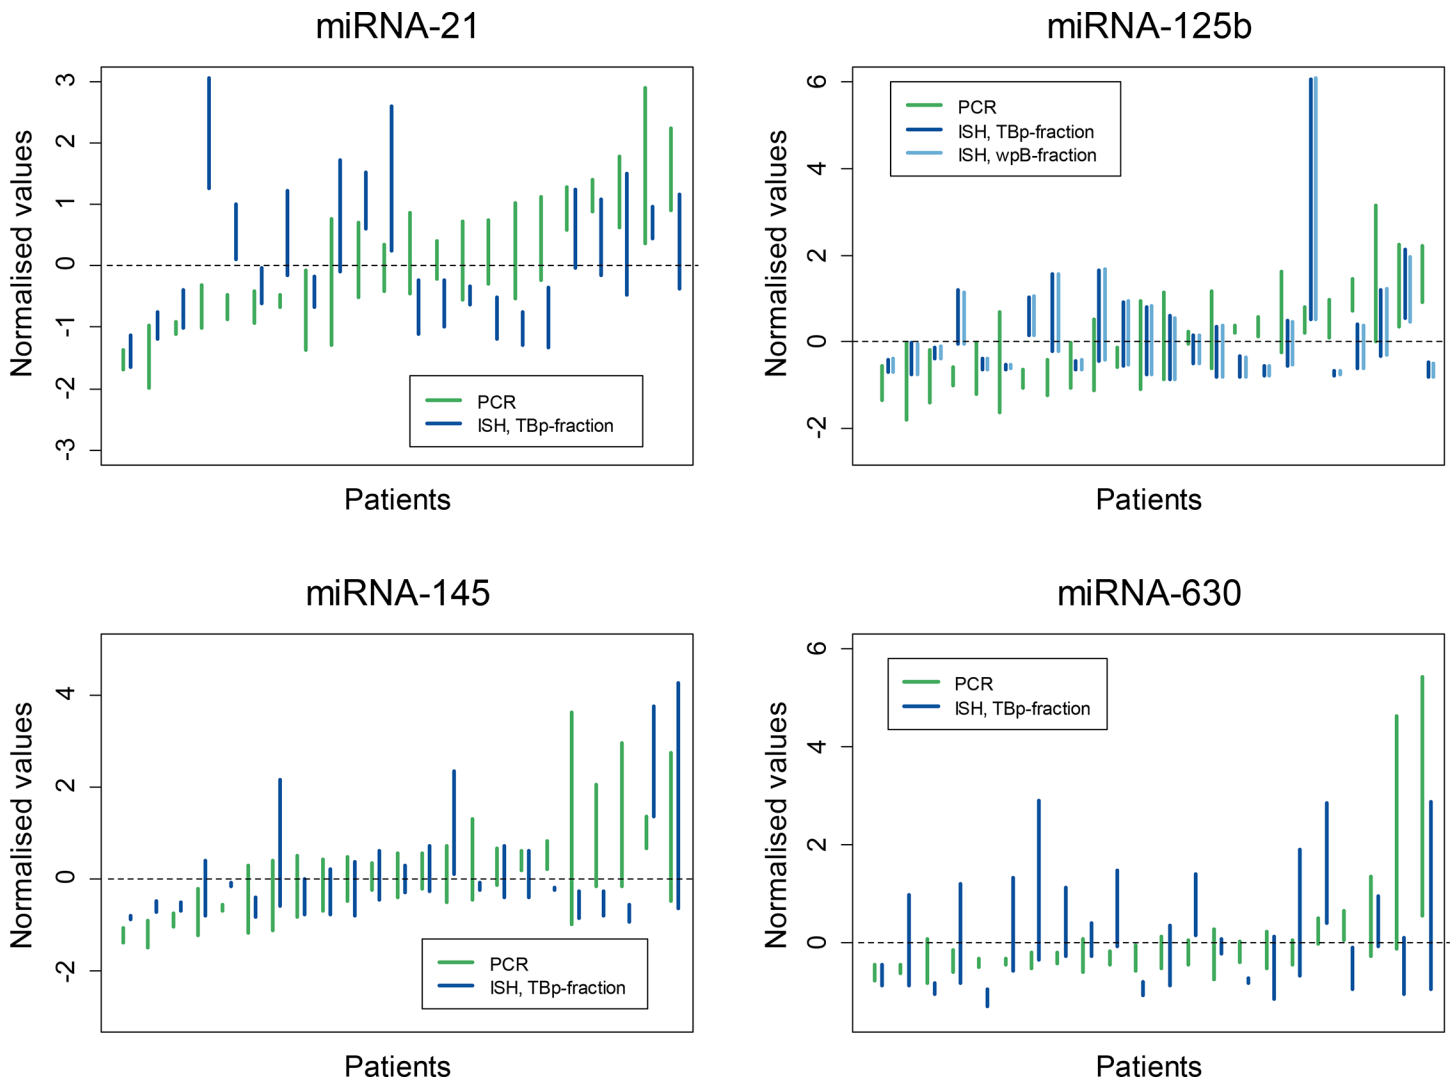 miRNA-21
Normalised values
3
2
1
0
-1
-2
-3
PCR
ISH, TBp-fraction
Patients
miRNA-125b
Normalised values
6
4
2
0
-2
PCR
ISH, TBp-fraction
ISH, wpB-fraction
Patients
miRNA-145
Normalised values
4
2
0
-2
PCR
ISH, TBp-fraction
Patients
miRNA-630
Normalised values
6
4
2
0
PCR
ISH, TBp-fraction
Patients